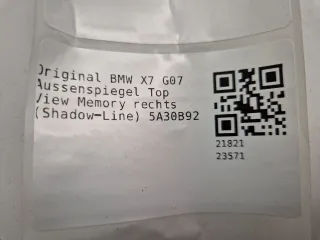 Original BMW X7 G07
Aussenspiegel Top
View Memory rechts
(Shadow-Line) 5A30B92
21821
23571